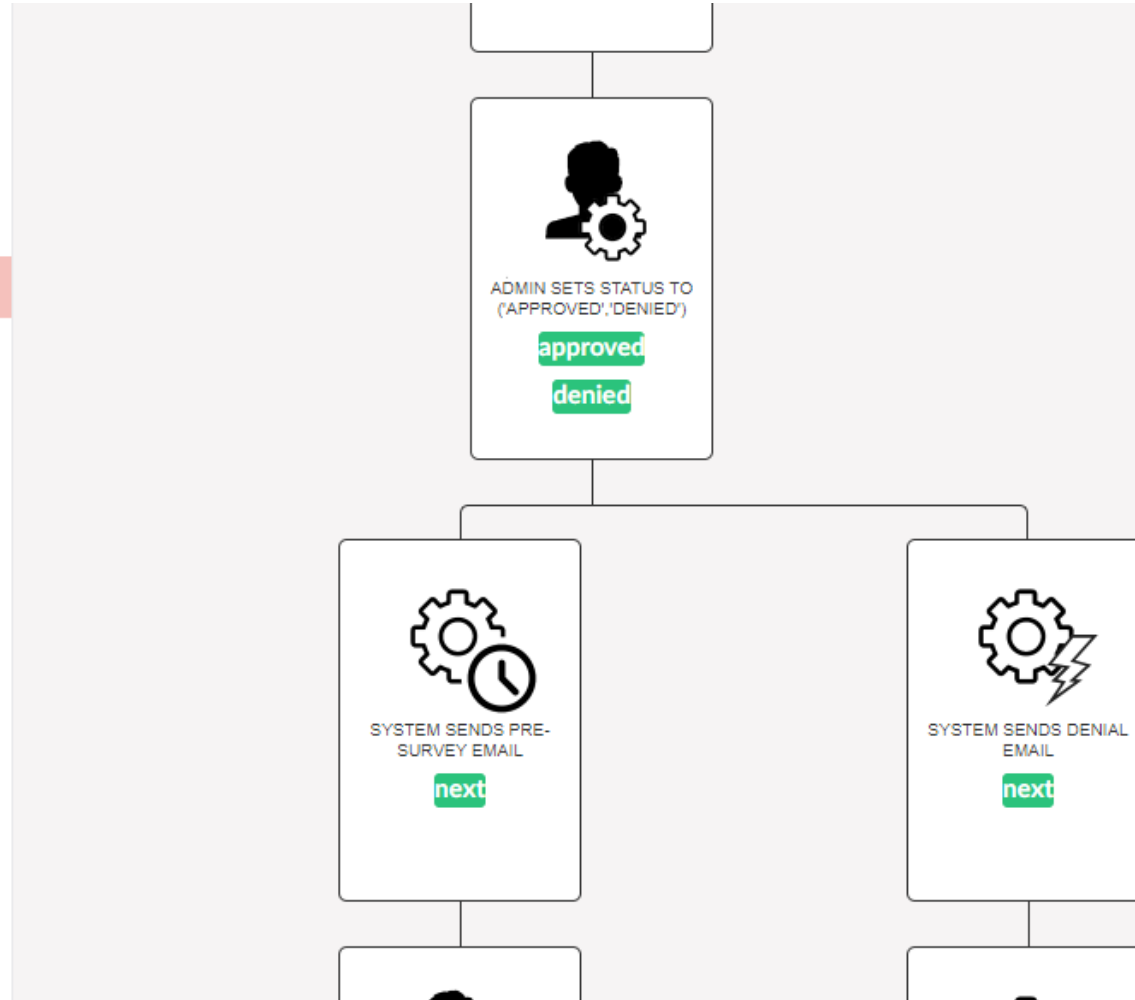 ADMIN SETS STATUS TO
('APPROVED','DENIED')
approved
denied
SYSTEM SENDS PRE-
SURVEY EMAIL
next
SYSTEM SENDS DENIAL
EMAIL
next